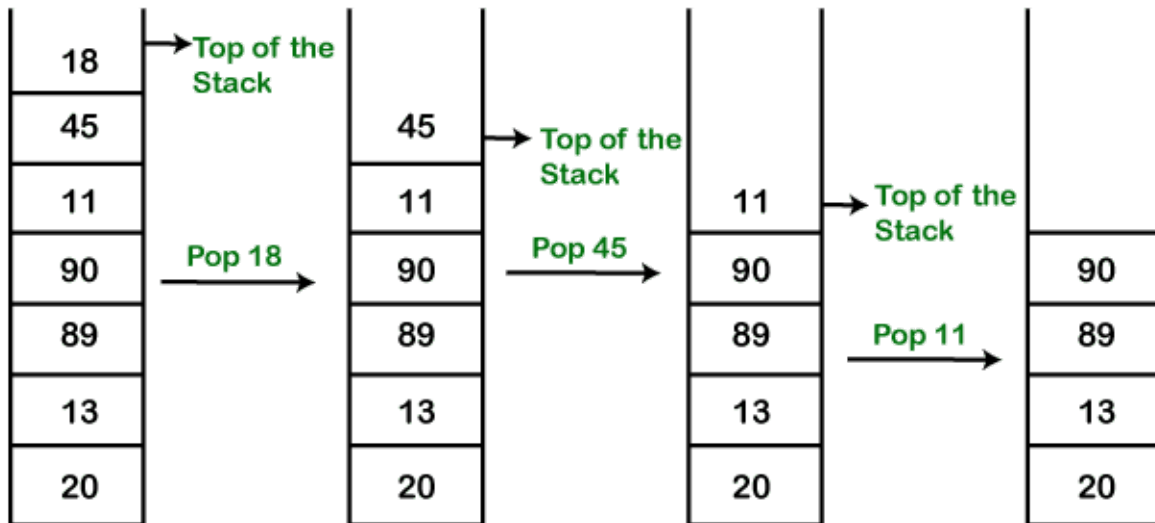 18
Top of the
Stack
45
11
90
89
13
20
Pop 18
45
Top of the
Stack
11
90
89
13
20
Pop 45
11
Top of the
Stack
90
89
13
20
Pop 11
90
89
13
20